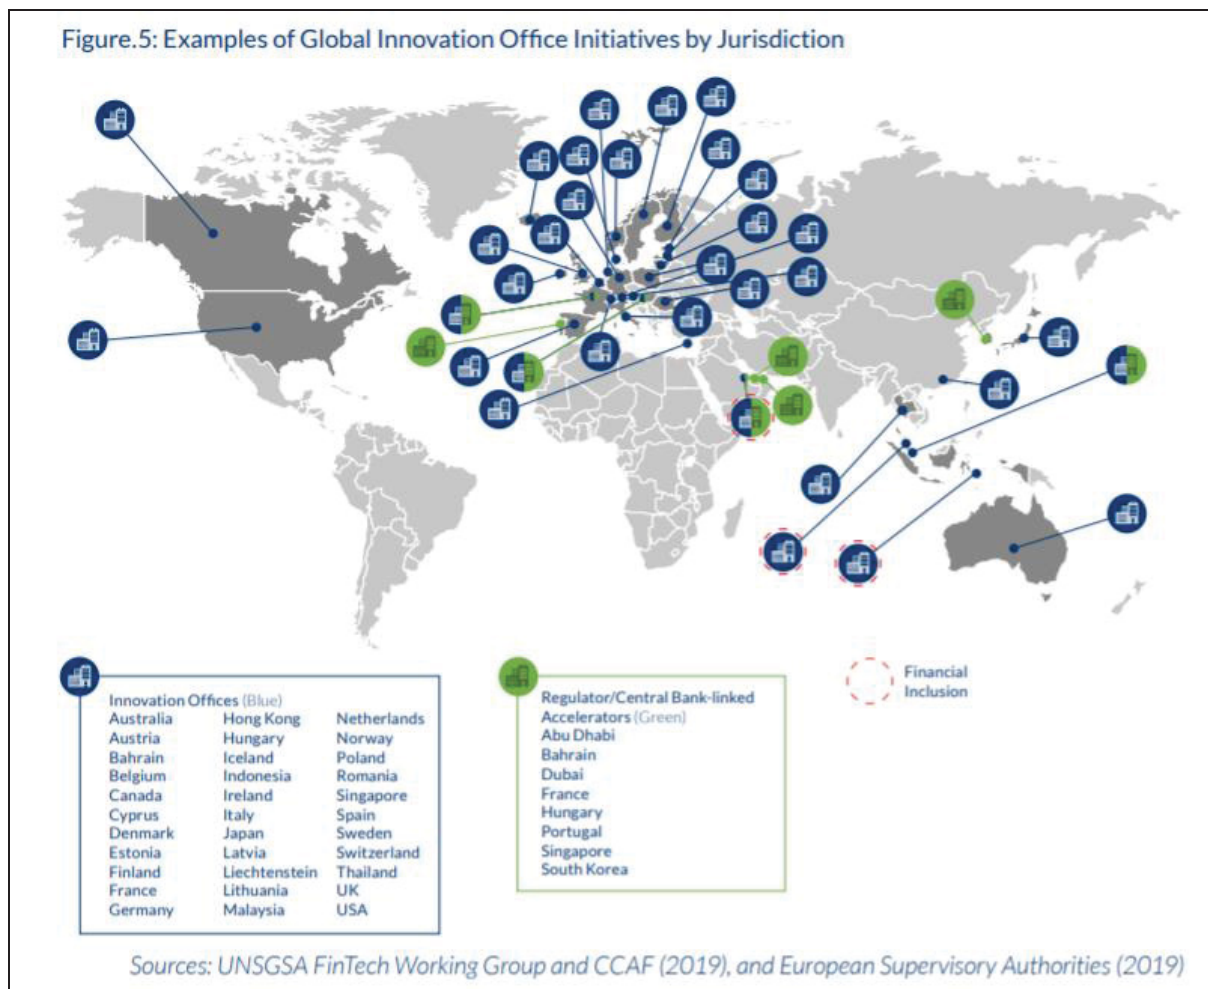 Figure.5: Examples of Global Innovation Office Initiatives by Jurisdiction
Innovation Offices (Blue)
Australia
Austria
Bahrain
Belgium
Canada
Cyprus
Denmark
Estonia
Finland
France
Germany
Hong Kong
Hungary
Iceland
Indonesia
Ireland
Italy
Japan
Latvia
Liechtenstein
Lithuania
Malaysia
Netherlands
Norway
Poland
Romania
Singapore
Spain
Sweden
Switzerland
Thailand
UK
USA
Regulator/Central Bank-linked
Accelerators (Green)
Abu Dhabi
Bahrain
Dubai
France
Hungary
Portugal
Singapore
South Korea
Financial
Inclusion
Sources: UNSGSA FinTech Working Group and CCAF (2019), and European Supervisory Authorities (2019)